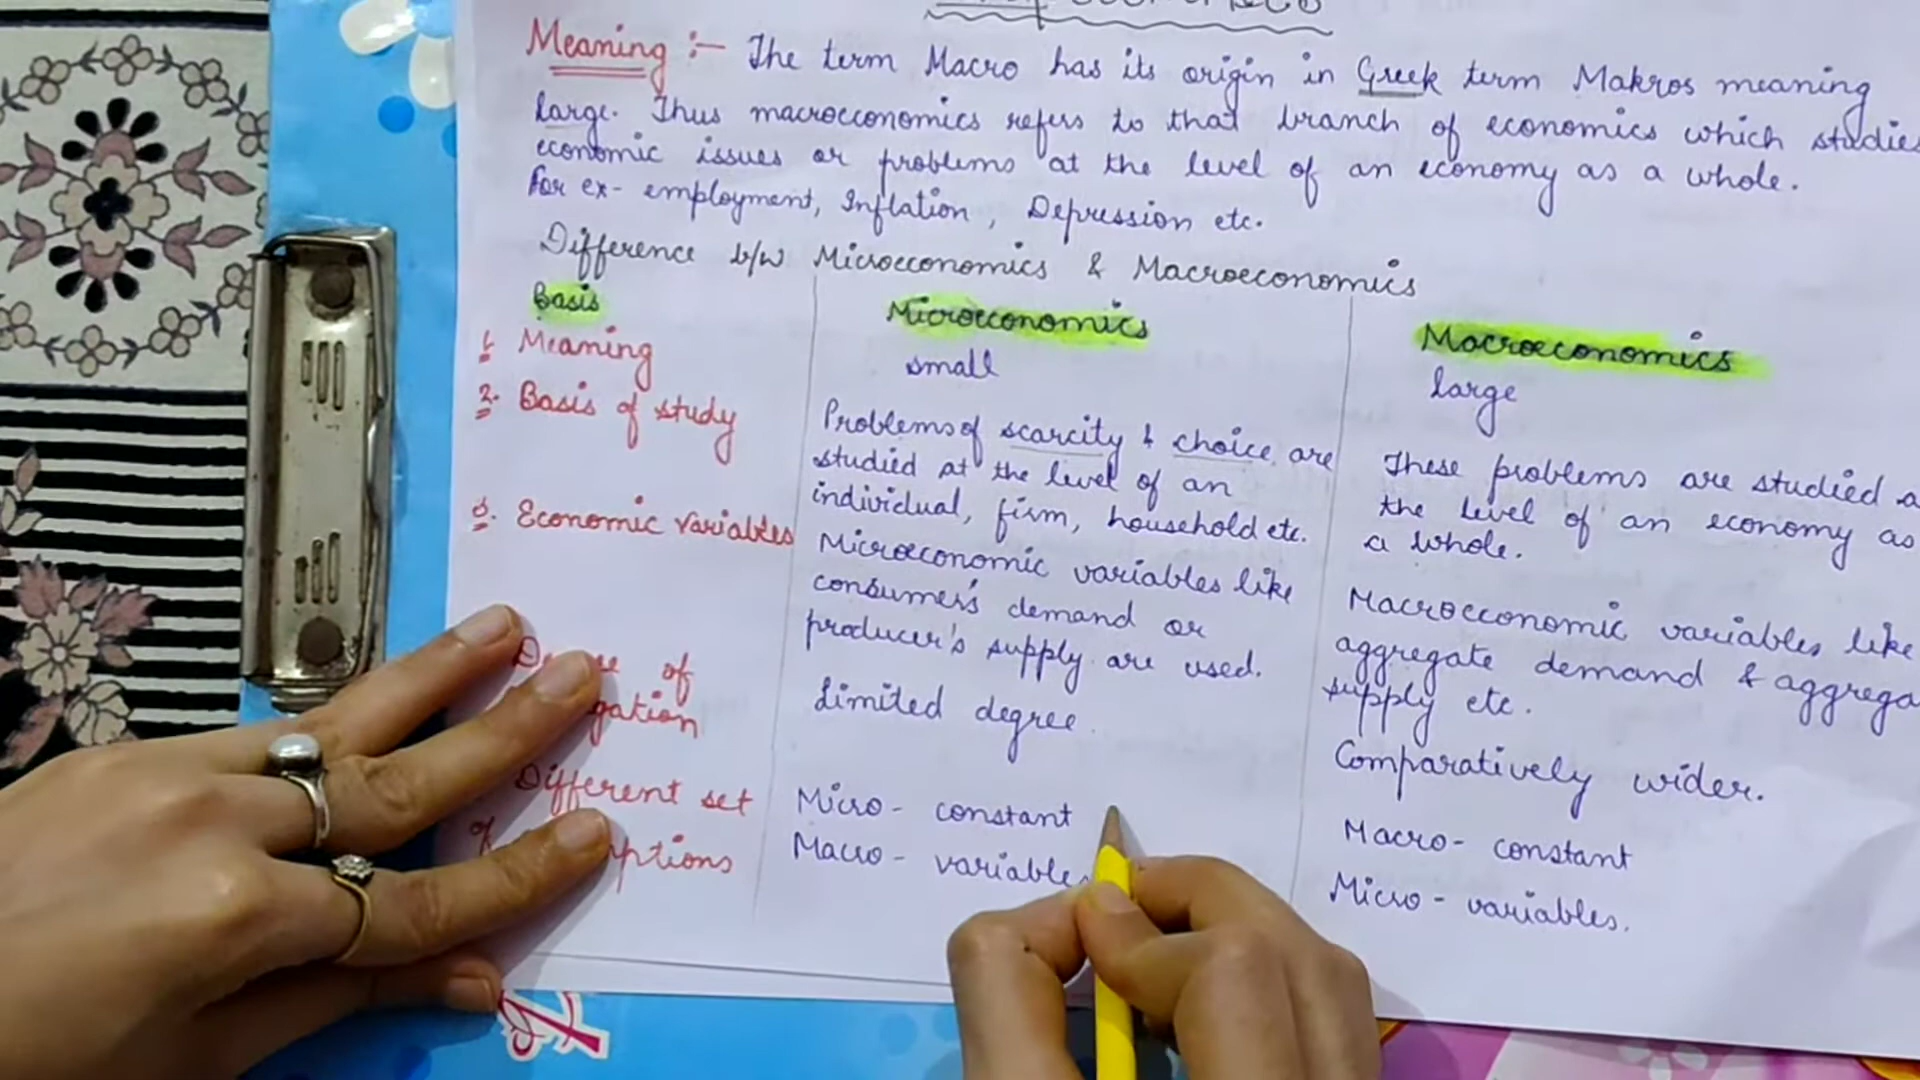 Meaning :- The term Macro has its origin in Greek term Makros meaning
large. Thus macroeconomics refers to that branch of economics which studies
economic issues or problems at the level of an economy as a whole.
For ex- employment, Inflation, Depression etc.
Difference b/w Microeconomics & Macroeconomics
Basis Microeconomics Macroeconomics
1. Meaning small large
2. Basis of study
Problems of scarcity & choice are
studied at the level of an
individual, firm, household etc.
These problems are studied
the level of an economy as
a whole.
3. Economic variables
Microeconomic variables like
consumer's demand or
producer's supply are used.
Macroeconomic variables like
aggregate demand &
supply etc.
of
Limited degree
Comparatively wider.
Different set
of
Micro - constant
Macro - variables
Macro - constant
Micro - variables.